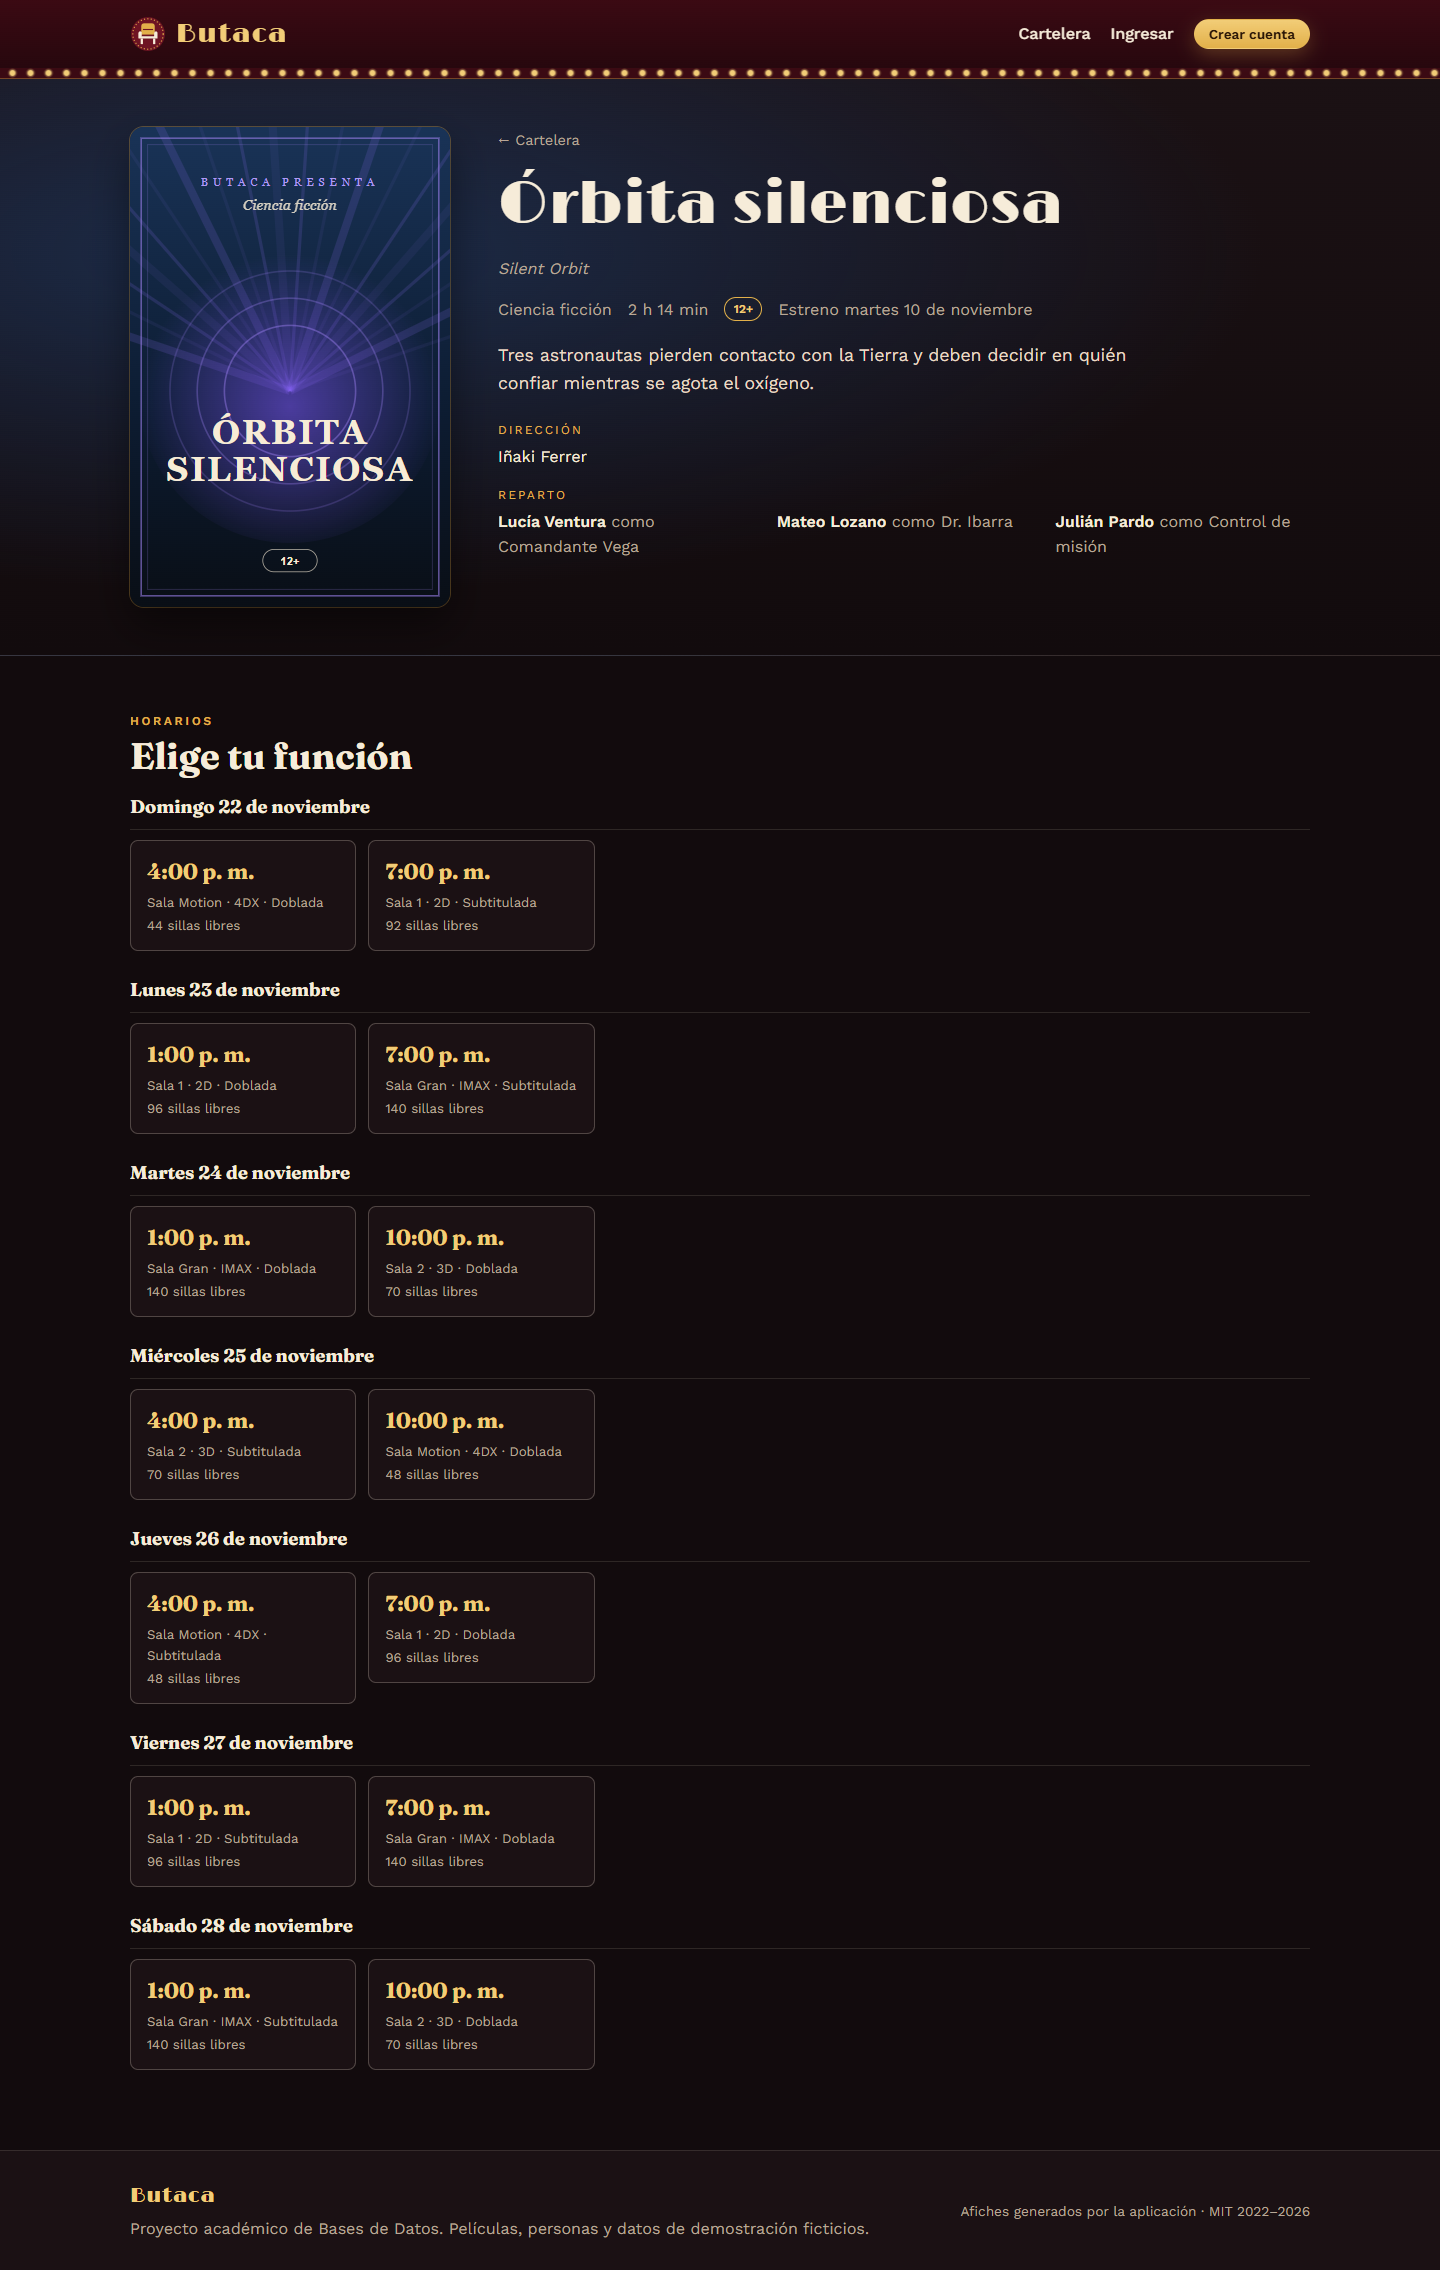 Butaca
Cartelera
Ingresar
Crear cuenta
BUTACA PRESENTA
Ciencia ficción
ÓRBITA
SILENCIOSA
12+
← Cartelera
Órbita silenciosa
Silent Orbit
Ciencia ficción 2 h 14 min 12+ Estreno martes 10 de noviembre
Tres astronautas pierden contacto con la Tierra y deben decidir en quién
confiar mientras se agota el oxígeno.
DIRECCIÓN
Iñaki Ferrer
REPARTO
Lucía Ventura como
Comandante Vega
Mateo Lozano como Dr. Ibarra
Julián Pardo como Control de
misión
HORARIOS
Elige tu función
Domingo 22 de noviembre
4:00 p. m.
Sala Motion · 4DX · Doblada
44 sillas libres
7:00 p. m.
Sala 1 · 2D · Subtitulada
92 sillas libres
Lunes 23 de noviembre
1:00 p. m.
Sala 1 · 2D · Doblada
96 sillas libres
7:00 p. m.
Sala Gran · IMAX · Subtitulada
140 sillas libres
Martes 24 de noviembre
1:00 p. m.
Sala Gran · IMAX · Doblada
140 sillas libres
10:00 p. m.
Sala 2 · 3D · Doblada
70 sillas libres
Miércoles 25 de noviembre
4:00 p. m.
Sala 2 · 3D · Subtitulada
70 sillas libres
10:00 p. m.
Sala Motion · 4DX · Doblada
48 sillas libres
Jueves 26 de noviembre
4:00 p. m.
Sala Motion · 4DX ·
Subtitulada
48 sillas libres
7:00 p. m.
Sala 1 · 2D · Doblada
96 sillas libres
Viernes 27 de noviembre
1:00 p. m.
Sala 1 · 2D · Subtitulada
96 sillas libres
7:00 p. m.
Sala Gran · IMAX · Doblada
140 sillas libres
Sábado 28 de noviembre
1:00 p. m.
Sala Gran · IMAX · Subtitulada
140 sillas libres
10:00 p. m.
Sala 2 · 3D · Doblada
70 sillas libres
Butaca
Proyecto académico de Bases de Datos. Películas, personas y datos de demostración ficticios.
Afiches generados por la aplicación · MIT 2022–2026